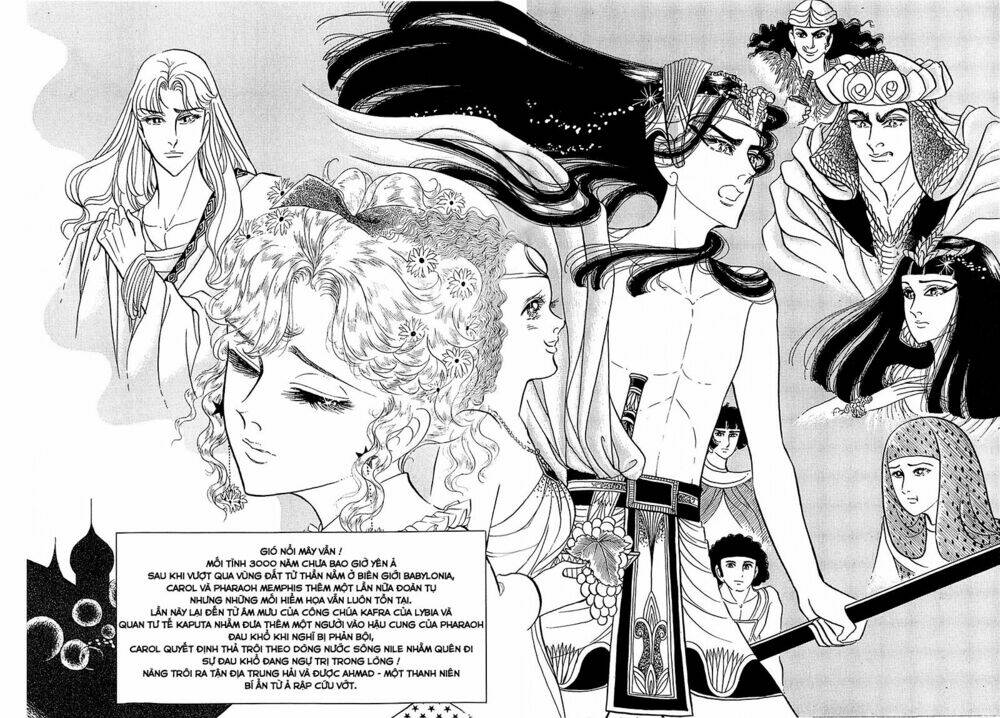 GIÓ NỔI MÂY VẦN !
MỐI TÌNH 3000 NĂM CHƯA BAO GIỜ YÊN Ả
SAU KHI VƯỢT QUA VÙNG ĐẤT TỬ THẦN NẰM Ở BIÊN GIỚI BABYLONIA,
CAROL VÀ PHARAOH MEMPHIS THÊM MỘT LẦN NỮA ĐOÀN TỤ
NHƯNG NHỮNG MỐI HIỂM HỌA VẪN LUÔN TỒN TẠI.
LẦN NÀY LẠI ĐẾN TỪ ÂM MƯU CỦA CÔNG CHÚA KAFRA CỦA LYBIA VÀ
QUAN TƯ TẾ KAPUTA NHẰM ĐƯA THÊM MỘT NGƯỜI VÀO HẬU CUNG CỦA PHARAOH
ĐAU KHỔ KHI NGHĨ BỊ PHẢN BỘI,
CAROL QUYẾT ĐỊNH THẢ TRÔI THEO DÒNG NƯỚC SÔNG NILE NHẰM QUÊN ĐI
SỰ ĐAU KHỔ ĐANG NGỰ TRỊ TRONG LÒNG !
NÀNG TRÔI RA TẬN ĐỊA TRUNG HẢI VÀ ĐƯỢC AHMAD - MỘT THANH NIÊN
BÍ ẨN TỪ Ả RẬP CỨU VỚT.